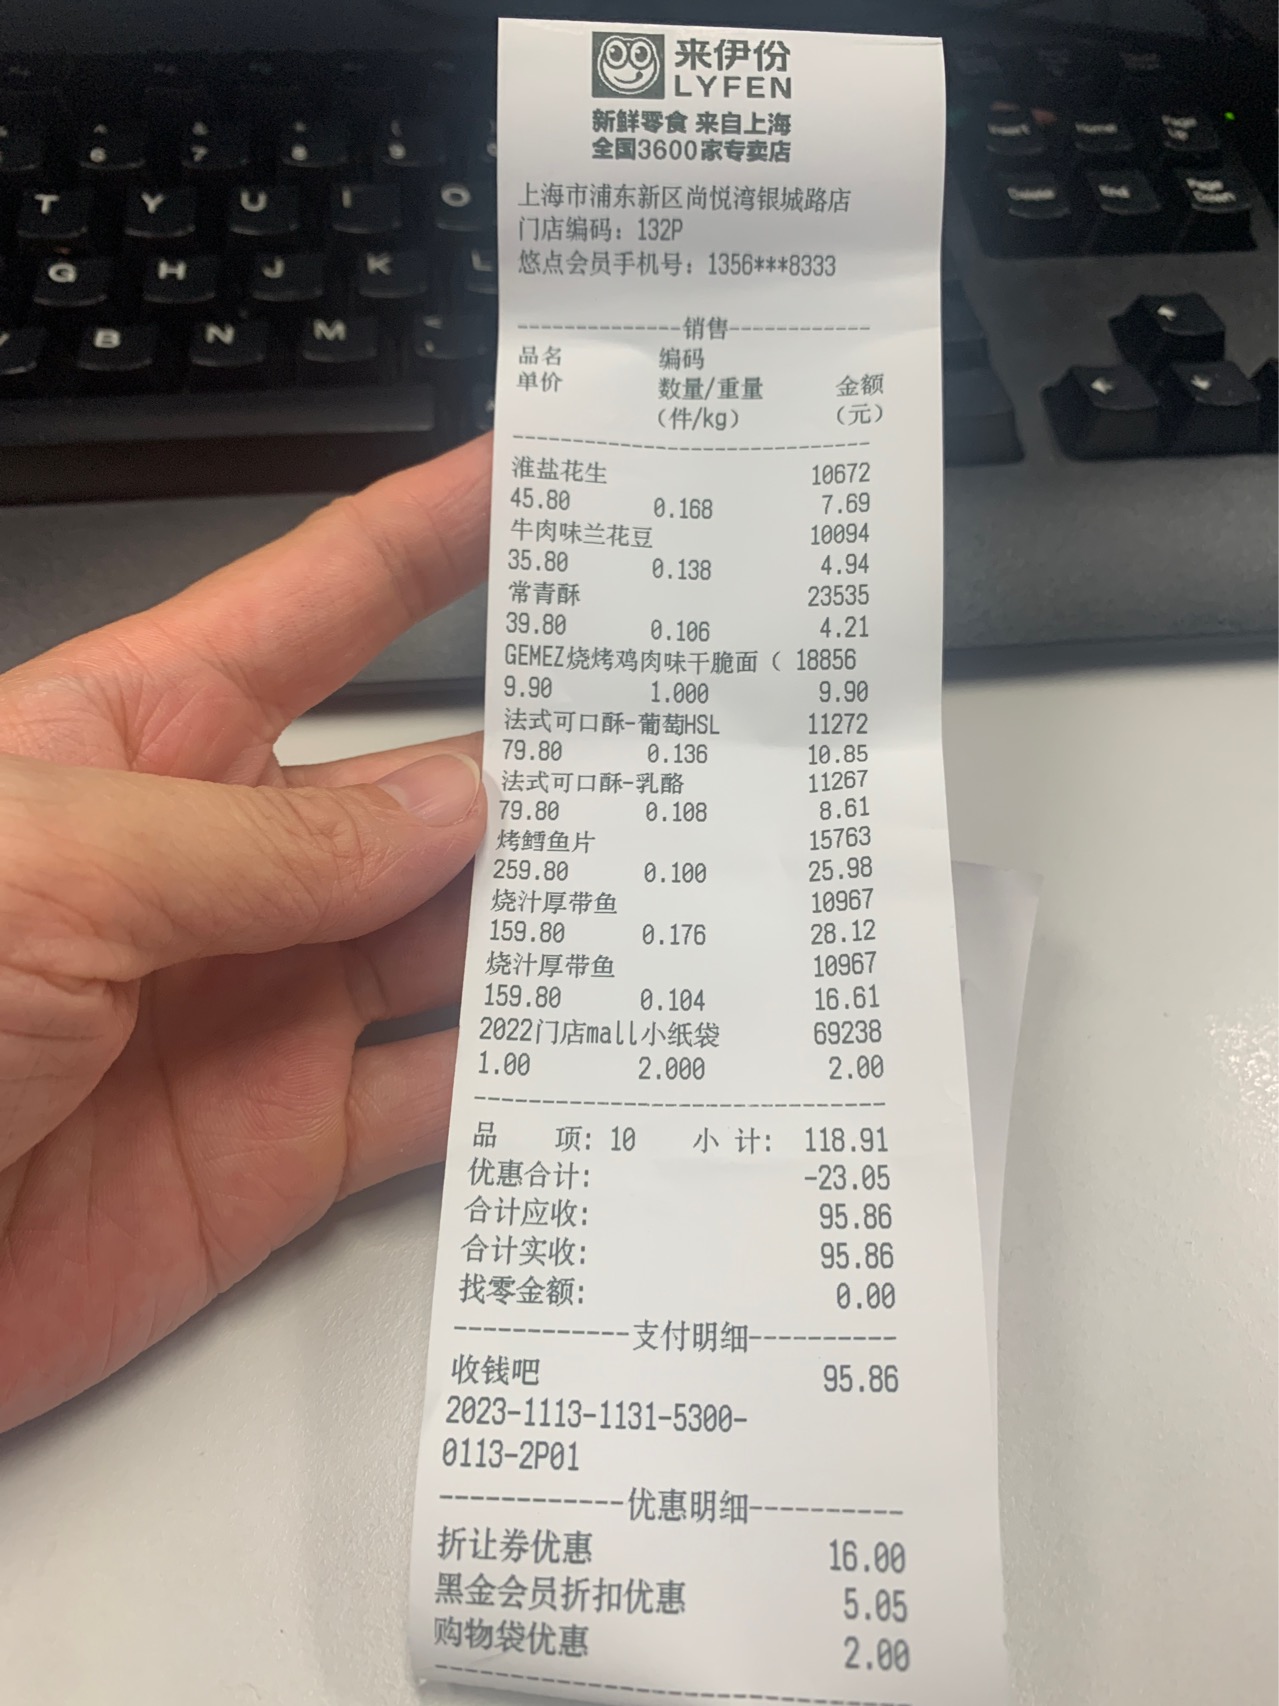 来伊份
LYFEN
新鲜零食 来自上海
全国3600家专卖店
上海市浦东新区尚悦湾银城路店
门店编码：132P
悠点会员手机号：1356***8333
--------------销售------------
品名 编码
单价 数量/重量 金额
（件/kg） （元）
淮盐花生 10672
45.80 0.168 7.69
牛肉味兰花豆 10094
35.80 0.138 4.94
常青酥 23535
39.80 0.106 4.21
GEMEZ烧烤鸡肉味干脆面（ 18856
9.90 1.000 9.90
法式可口酥-葡萄HSL 11272
79.80 0.136 10.85
法式可口酥-乳酪 11267
79.80 0.108 8.61
烤鳕鱼片 15763
259.80 0.100 25.98
烧汁厚带鱼 10967
159.80 0.176 28.12
烧汁厚带鱼 10967
159.80 0.104 16.61
2022门店mall小纸袋 69238
1.00 2.000 2.00
品 项: 10 小 计: 118.91
优惠合计: -23.05
合计应收: 95.86
合计实收: 95.86
找零金额: 0.00
------------支付明细----------
收钱吧 95.86
2023-1113-1131-5300-
0113-2P01
------------优惠明细----------
折让券优惠 16.00
黑金会员折扣优惠 5.05
购物袋优惠 2.00
6 7 8 9
T Y U I O
G H J K L
B N M
Insert Home Page Up
Delete End Page Down